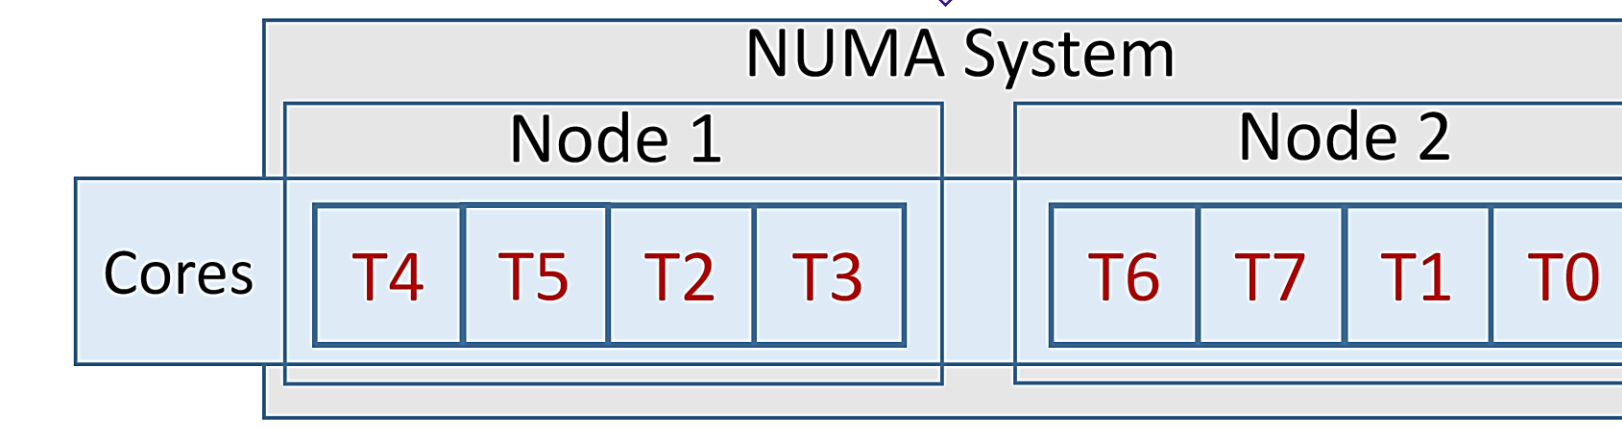 NUMA System
Node 1 Node 2
Cores T4 T5 T2 T3 T6 T7 T1 T0